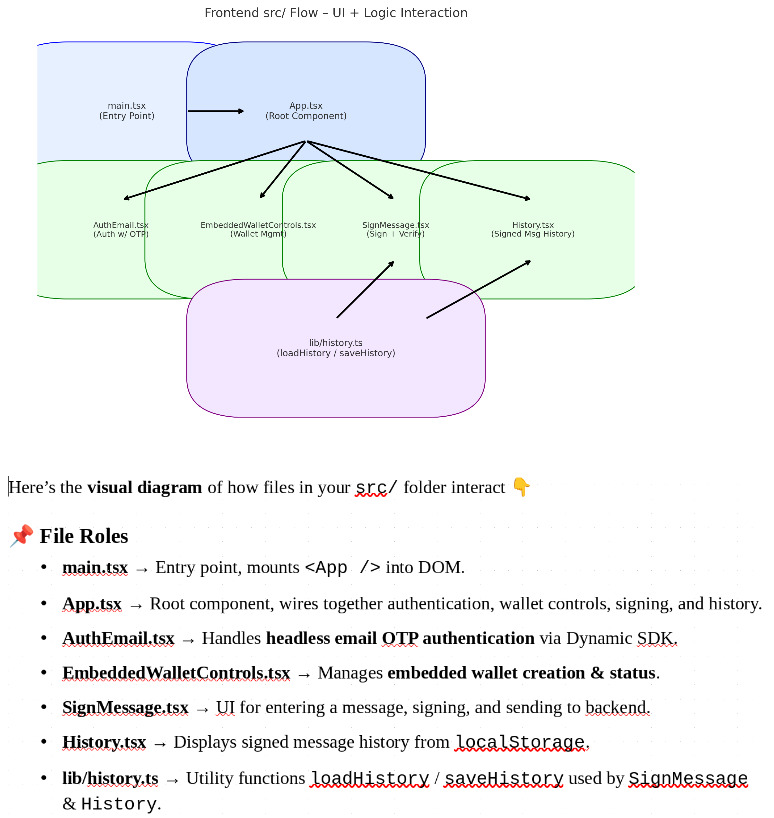 Frontend src/ Flow – UI + Logic Interaction
main.tsx
(Entry Point)
App.tsx
(Root Component)
AuthEmail.tsx
(Auth w/ OTP)
EmbeddedWalletControls.tsx
(Wallet Mgmt)
SignMessage.tsx
(Sign + Verify)
History.tsx
(Signed Msg History)
lib/history.ts
(loadHistory / saveHistory)
Here’s the visual diagram of how files in your src/ folder interact 👇
📌 File Roles
• main.tsx → Entry point, mounts <App /> into DOM.
• App.tsx → Root component, wires together authentication, wallet controls, signing, and history.
• AuthEmail.tsx → Handles headless email OTP authentication via Dynamic SDK.
• EmbeddedWalletControls.tsx → Manages embedded wallet creation & status.
• SignMessage.tsx → UI for entering a message, signing, and sending to backend.
• History.tsx → Displays signed message history from localStorage.
• lib/history.ts → Utility functions loadHistory / saveHistory used by SignMessage
& History.